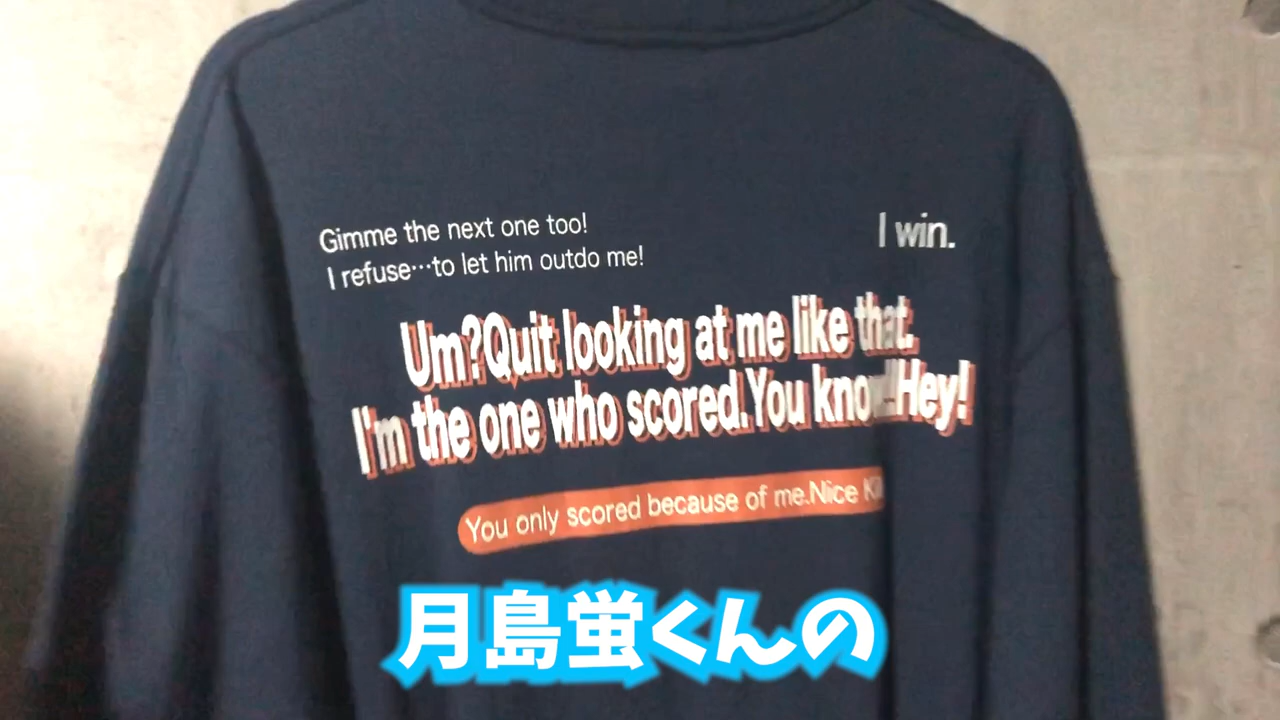 Gimme the next one too!
I refuse…to let him outdo me!
I win.
Um?Quit looking at me like that.
I'm the one who scored.You know!Hey!
You only scored because of me.Nice
月島蛍くんの